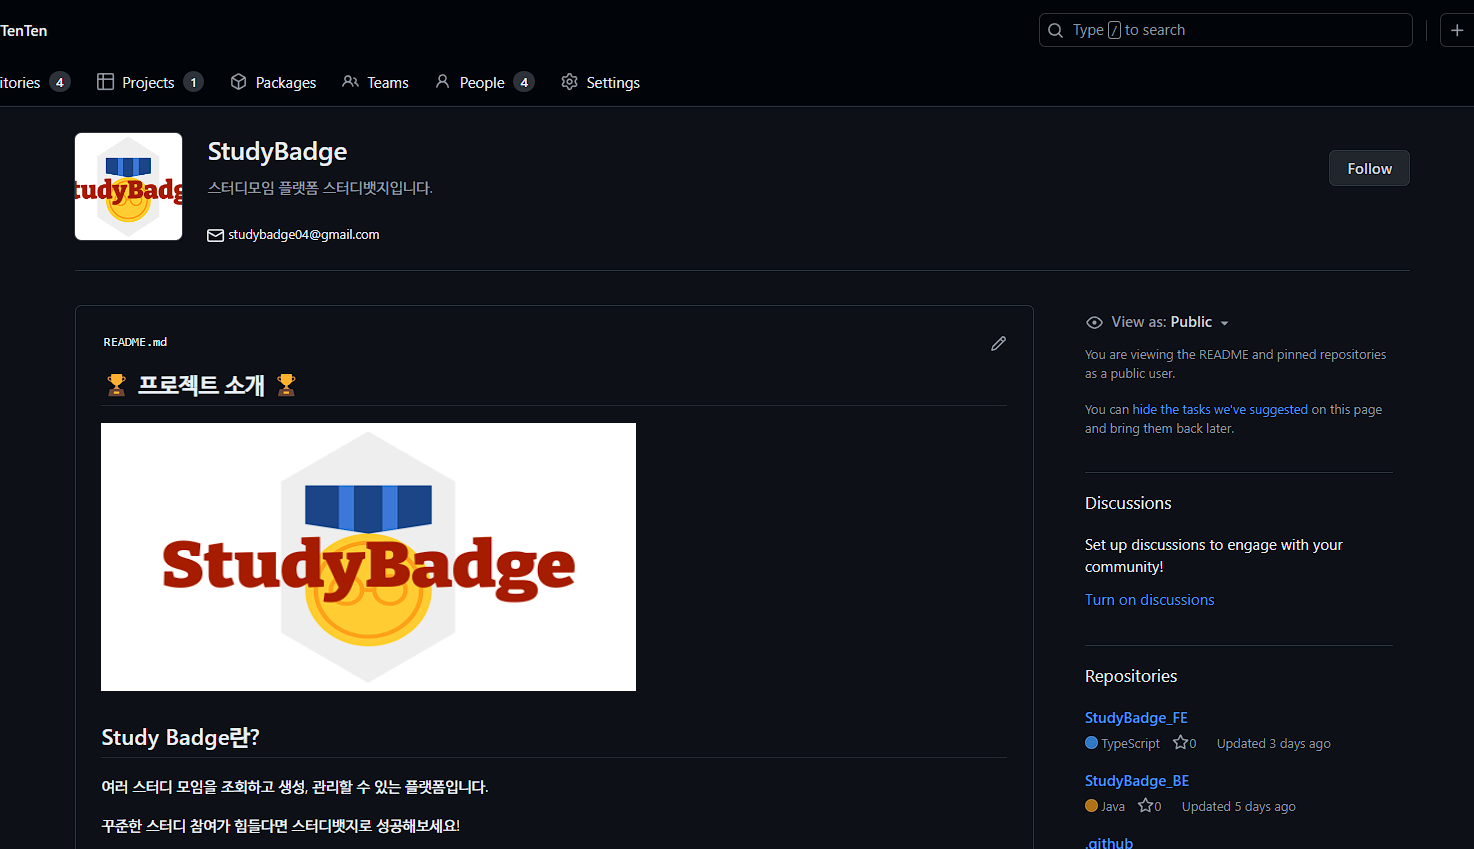 TenTen
Type / to search
itories 4
Projects 1
Packages
Teams
People 4
Settings
tudyBadg
StudyBadge
스터디모임 플랫폼 스터디뱃지입니다.
studybadge04@gmail.com
Follow
README.md
🏆 프로젝트 소개 🏆
StudyBadge
Study Badge란?
여러 스터디 모임을 조회하고 생성, 관리할 수 있는 플랫폼입니다.
꾸준한 스터디 참여가 힘들다면 스터디뱃지로 성공해보세요!
View as: Public
You are viewing the README and pinned repositories
as a public user.
You can hide the tasks we've suggested on this page
and bring them back later.
Discussions
Set up discussions to engage with your
community!
Turn on discussions
Repositories
StudyBadge_FE
TypeScript 0 Updated 3 days ago
StudyBadge_BE
Java 0 Updated 5 days ago
.github